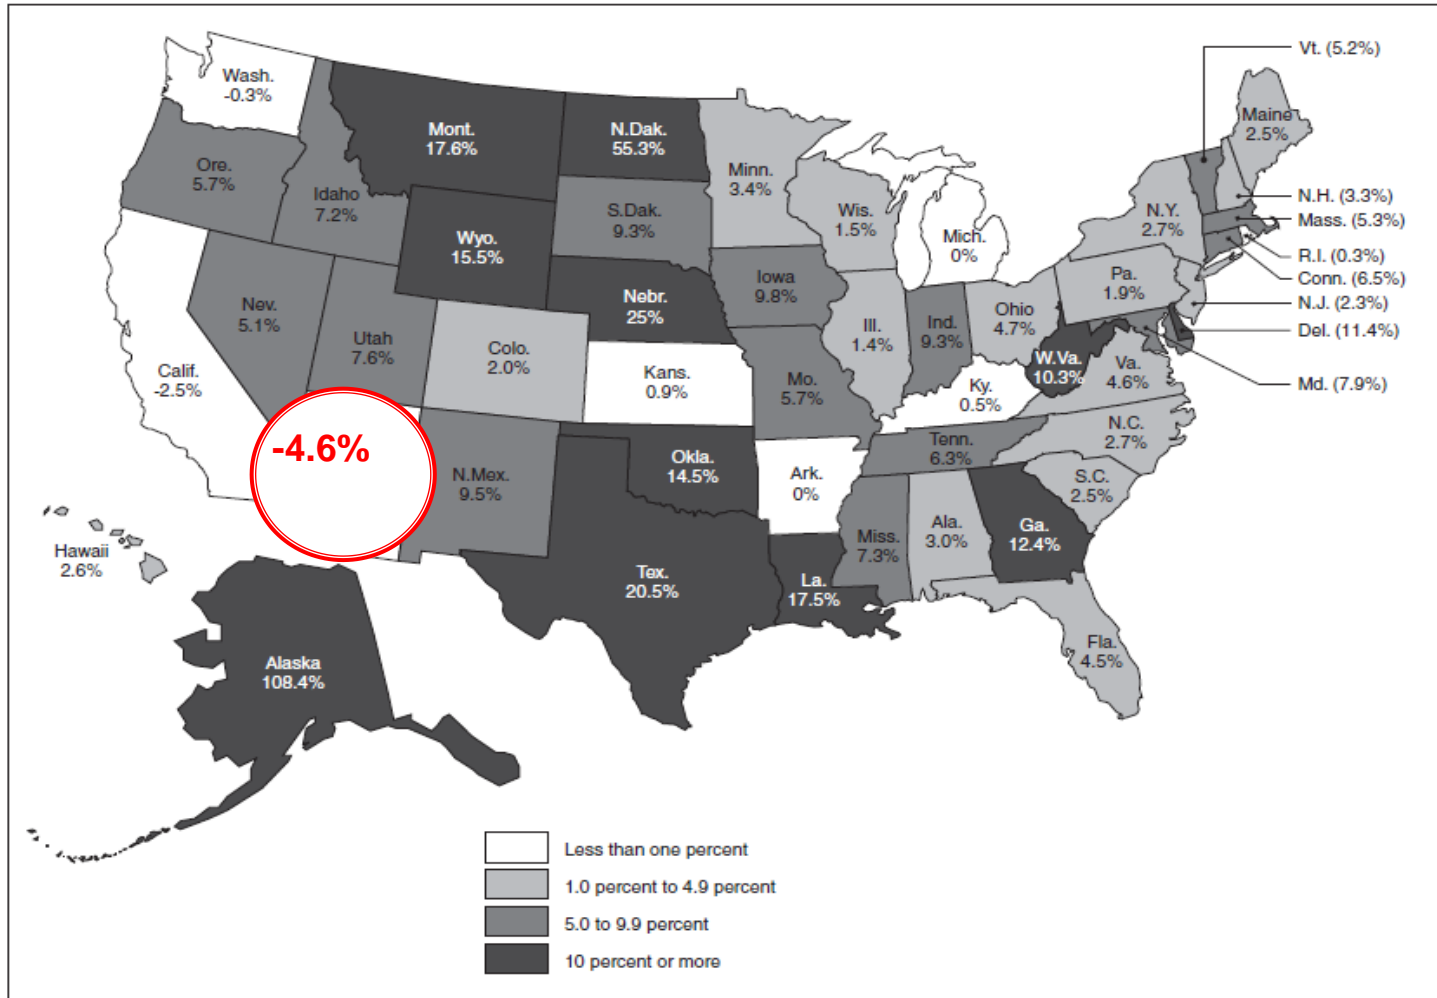 Wash.
-0.3%
Mont.
17.6%
N.Dak.
55.3%
Minn.
3.4%
Ore.
5.7%
Idaho
7.2%
S.Dak.
9.3%
Wis.
1.5%
Mich.
0%
Wyo.
15.5%
Iowa
9.8%
Nebr.
25%
Nev.
5.1%
Utah
7.6%
Colo.
2.0%
Calif.
-2.5%
Kans.
0.9%
Mo.
5.7%
Ill.
1.4%
Ind.
9.3%
Ohio
4.7%
Pa.
1.9%
N.Y.
2.7%
Maine
2.5%
Vt. (5.2%)
N.H. (3.3%)
Mass. (5.3%)
R.I. (0.3%)
Conn. (6.5%)
N.J. (2.3%)
Del. (11.4%)
Md. (7.9%)
W.Va.
10.3%
Va.
4.6%
Ky.
0.5%
N.C.
2.7%
Tenn.
6.3%
S.C.
2.5%
-4.6%
N.Mex.
9.5%
Okla.
14.5%
Ark.
0%
Miss.
7.3%
Ala.
3.0%
Ga.
12.4%
Tex.
20.5%
La.
17.5%
Fla.
4.5%
Hawaii
2.6%
Alaska
108.4%
Less than one percent
1.0 percent to 4.9 percent
5.0 to 9.9 percent
10 percent or more